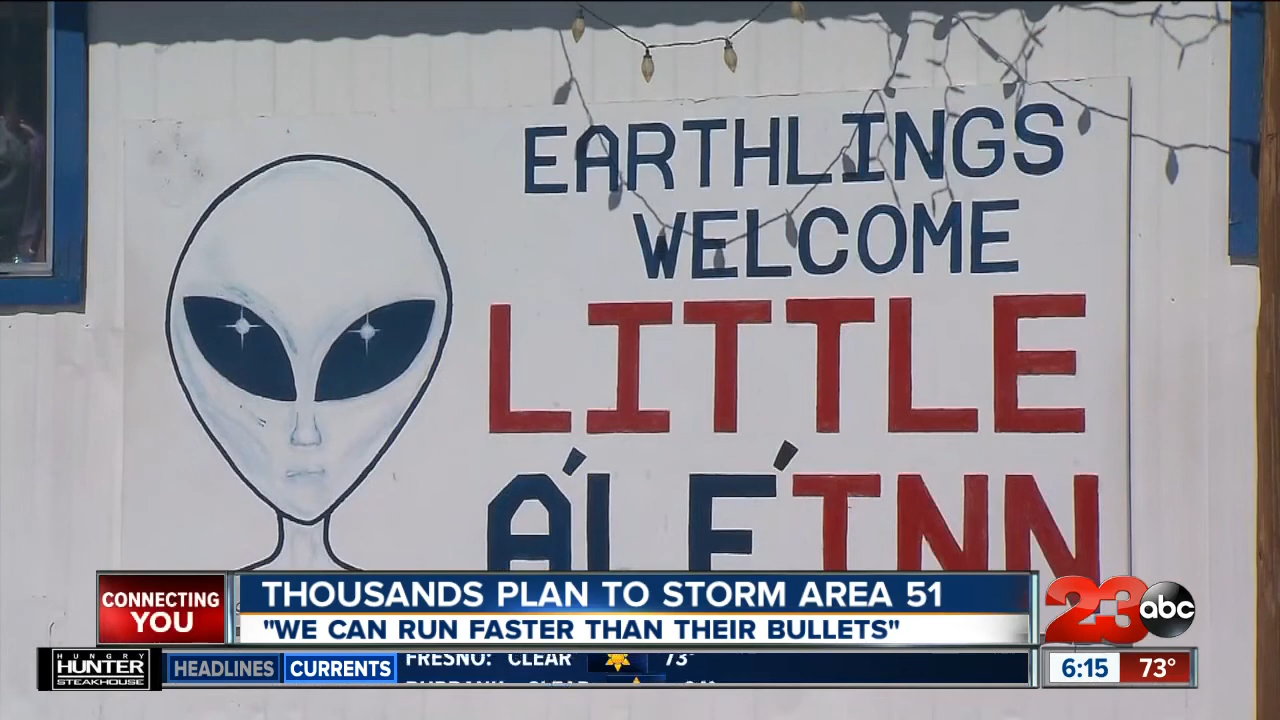 EARTHLINGS
WELCOME
LITTLE
A'LE'INN
CONNECTING
YOU
THOUSANDS PLAN TO STORM AREA 51
"WE CAN RUN FASTER THAN THEIR BULLETS"
23 abc
HUNGRY
HUNTER
STEAKHOUSE
HEADLINES
CURRENTS
FRESNO: CLEAR 73°
6:15
73°